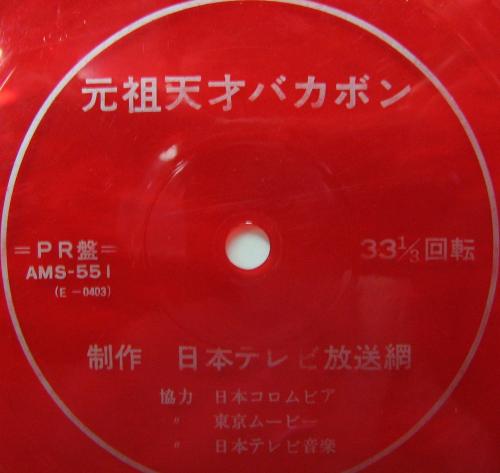 元祖天才バカボン
=PR盤=
33⅓回転
AMS-551
(E-0403)
制作 日本テレビ放送網
協力 日本コロムビア
〃 東京ムービー
〃 日本テレビ音楽